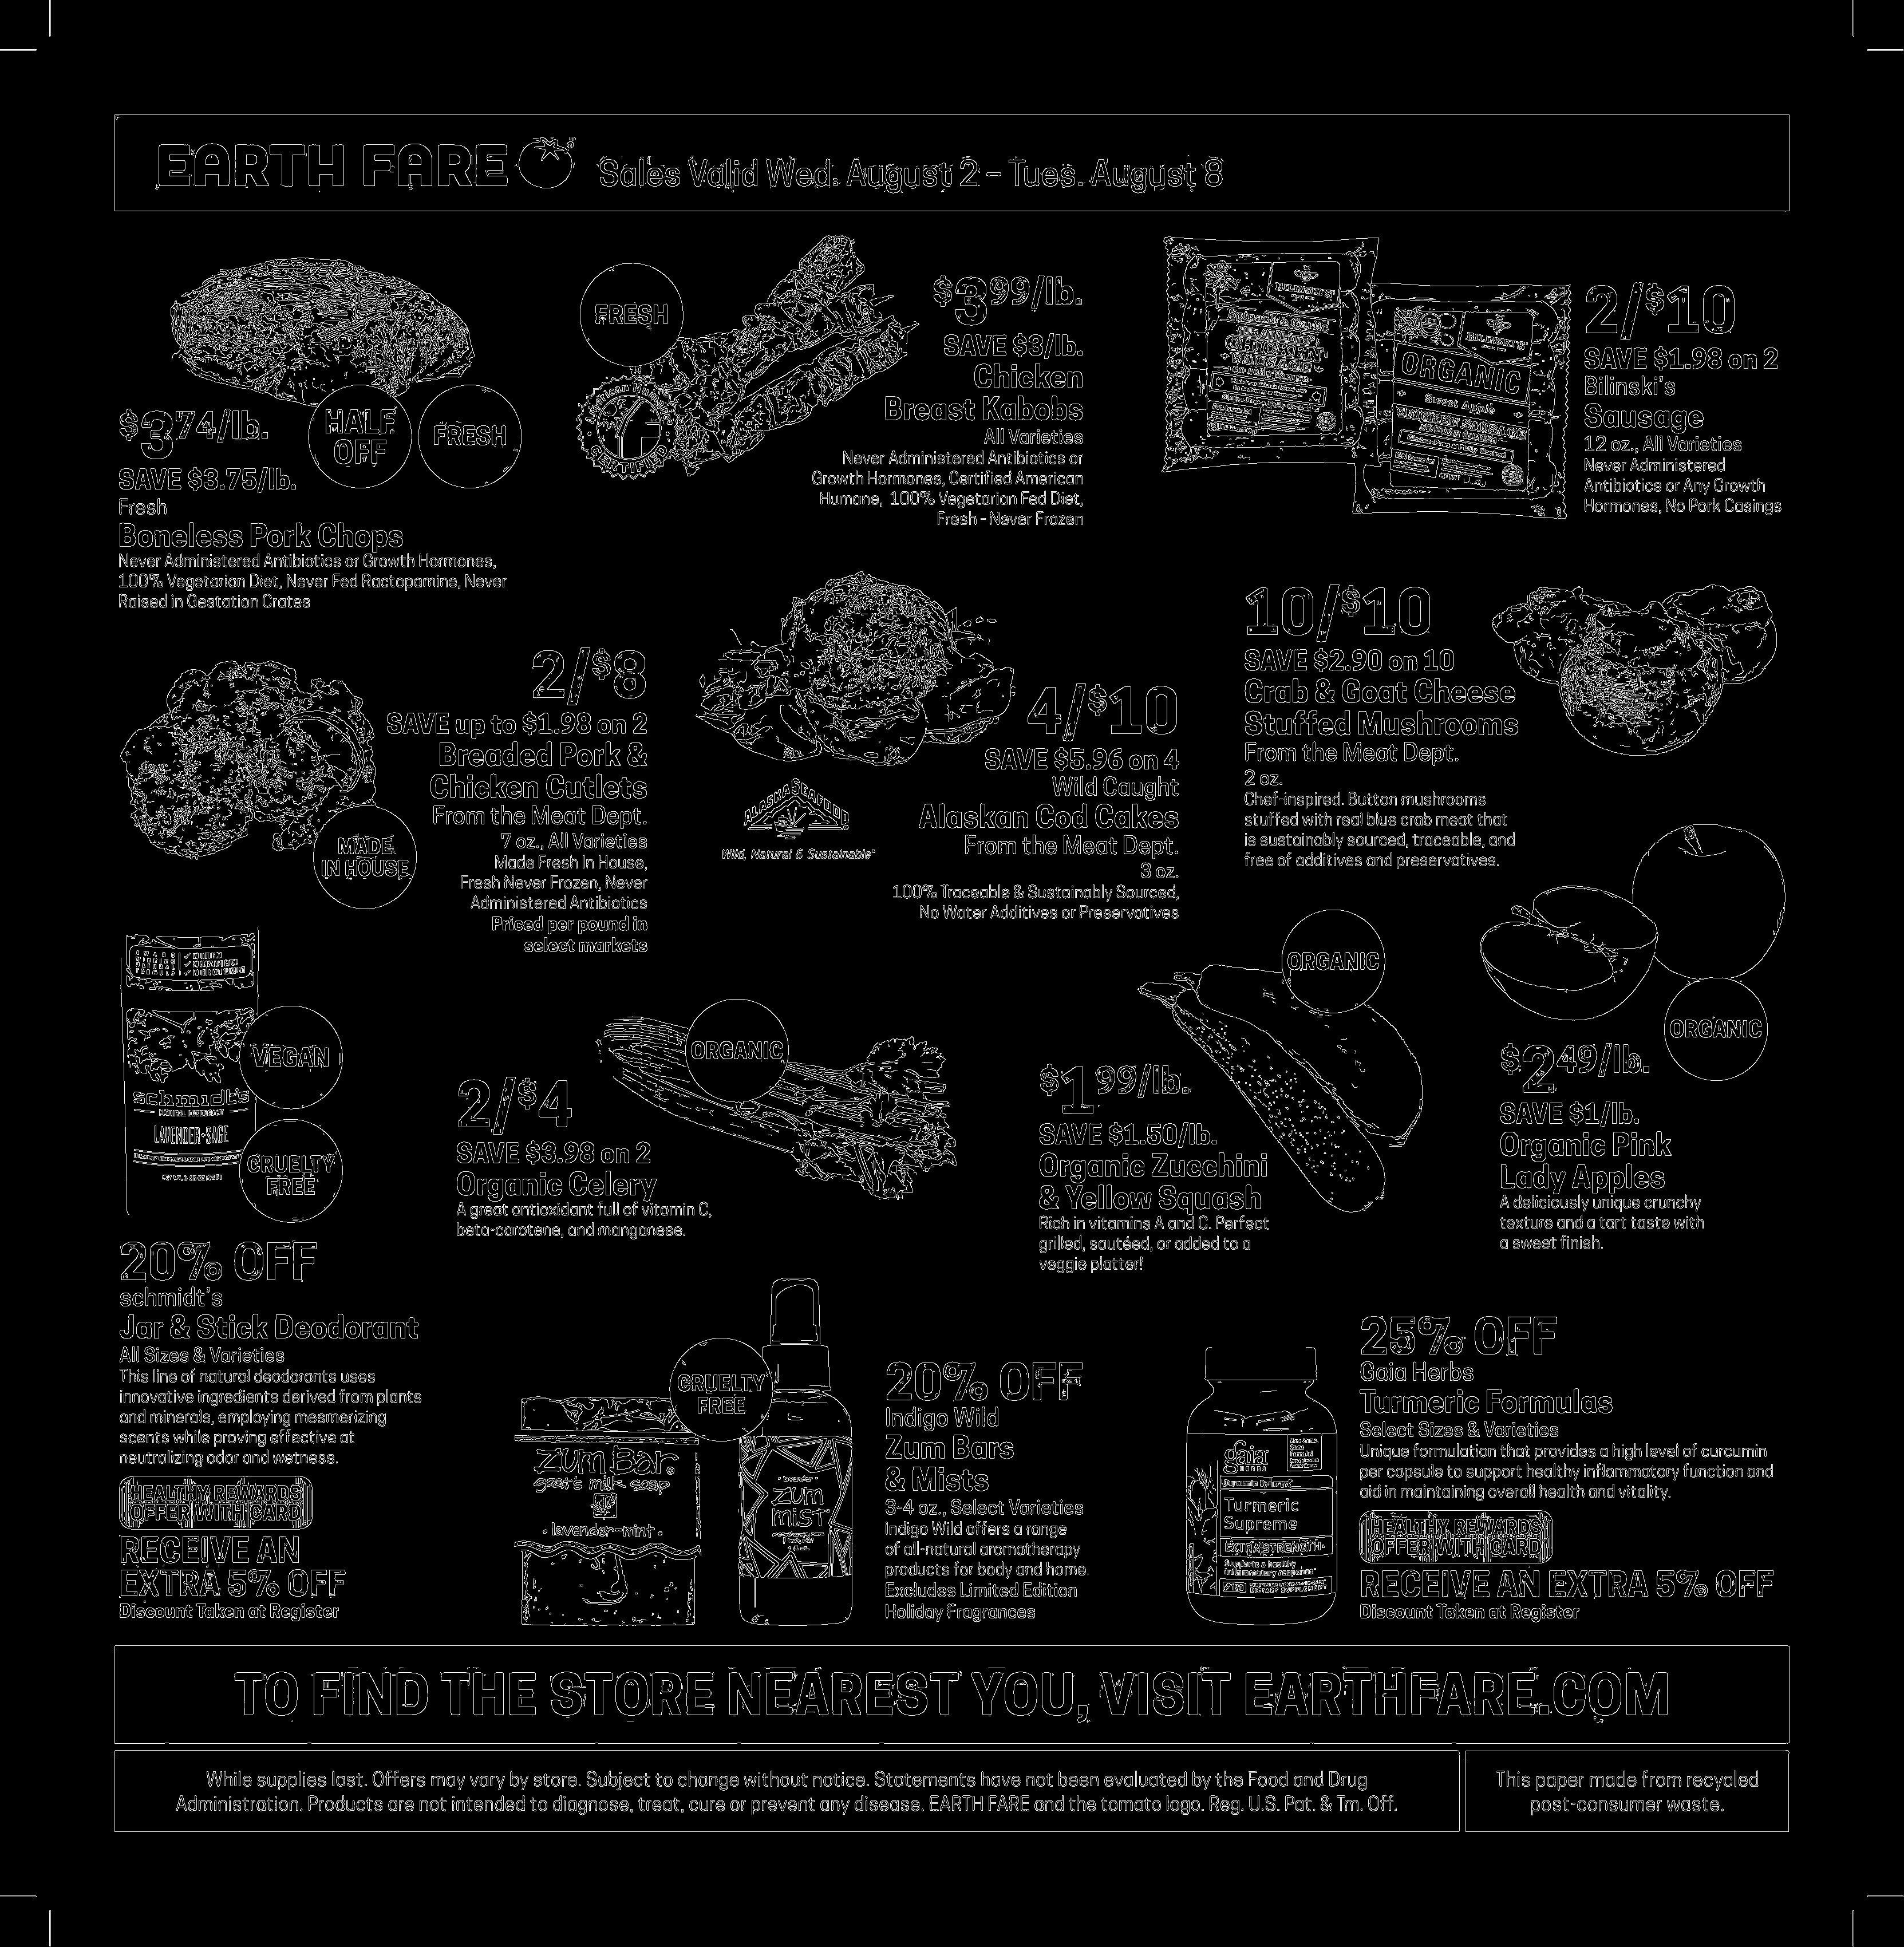 EARTH FARE
Sales Valid Wed. August 2 – Tues. August 8
$3 74/lb.
HALF
OFF
FRESH
SAVE $3.75/lb.
Fresh
Boneless Pork Chops
Never Administered Antibiotics or Growth Hormones,
100% Vegetarian Diet, Never Fed Ractopamine, Never
Raised in Gestation Crates
FRESH
American Humane
CERTIFIED
$3 99/lb.
SAVE $3/lb.
Chicken
Breast Kabobs
All Varieties
Never Administered Antibiotics or
Growth Hormones, Certified American
Humane, 100% Vegetarian Fed Diet,
Fresh - Never Frozen
BILINSKI'S
CHICKEN
SAUSAGE
BILINSKI'S
ORGANIC
Sweet Apple
CHICKEN SAUSAGE
2/$10
SAVE $1.98 on 2
Bilinski's
Sausage
12 oz., All Varieties
Never Administered
Antibiotics or Any Growth
Hormones, No Pork Casings
2/$8
SAVE up to $1.98 on 2
Breaded Pork &
Chicken Cutlets
From the Meat Dept.
7 oz., All Varieties
Made Fresh In House,
Fresh Never Frozen, Never
Administered Antibiotics
Priced per pound in
select markets
MADE
IN HOUSE
ALASKA SEAFOOD
Wild, Natural & Sustainable®
4/$10
SAVE $5.96 on 4
Wild Caught
Alaskan Cod Cakes
From the Meat Dept.
3 oz.
100% Traceable & Sustainably Sourced,
No Water Additives or Preservatives
10/$10
SAVE $2.90 on 10
Crab & Goat Cheese
Stuffed Mushrooms
From the Meat Dept.
2 oz.
Chef-inspired. Button mushrooms
stuffed with real blue crab meat that
is sustainably sourced, traceable, and
free of additives and preservatives.
schmidt's
LAVENDER+SAGE
VEGAN
CRUELTY
FREE
20% OFF
schmidt's
Jar & Stick Deodorant
All Sizes & Varieties
This line of natural deodorants uses
innovative ingredients derived from plants
and minerals, employing mesmerizing
scents while proving effective at
neutralizing odor and wetness.
HEALTHY REWARDS
OFFER WITH CARD
RECEIVE AN
EXTRA 5% OFF
Discount Taken at Register
ORGANIC
2/$4
SAVE $3.98 on 2
Organic Celery
A great antioxidant full of vitamin C,
beta-carotene, and manganese.
ORGANIC
$1 99/lb.
SAVE $1.50/lb.
Organic Zucchini
& Yellow Squash
Rich in vitamins A and C. Perfect
grilled, sautéed, or added to a
veggie platter!
ORGANIC
$2 49/lb.
SAVE $1/lb.
Organic Pink
Lady Apples
A deliciously unique crunchy
texture and a tart taste with
a sweet finish.
CRUELTY
FREE
ZUM BAR®
goat's milk soap
lavender-mint
lavender
ZUM
MIST
20% OFF
Indigo Wild
Zum Bars
& Mists
3-4 oz., Select Varieties
Indigo Wild offers a range
of all-natural aromatherapy
products for body and home.
Excludes Limited Edition
Holiday Fragrances
gaia
HERBS
Turmeric
Supreme
EXTRA STRENGTH
Supports a healthy
inflammatory response*
25% OFF
Gaia Herbs
Turmeric Formulas
Select Sizes & Varieties
Unique formulation that provides a high level of curcumin
per capsule to support healthy inflammatory function and
aid in maintaining overall health and vitality.
HEALTHY REWARDS
OFFER WITH CARD
RECEIVE AN EXTRA 5% OFF
Discount Taken at Register
TO FIND THE STORE NEAREST YOU, VISIT EARTHFARE.COM
While supplies last. Offers may vary by store. Subject to change without notice. Statements have not been evaluated by the Food and Drug
Administration. Products are not intended to diagnose, treat, cure or prevent any disease. EARTH FARE and the tomato logo. Reg. U.S. Pat. & Tm. Off.
This paper made from recycled
post-consumer waste.